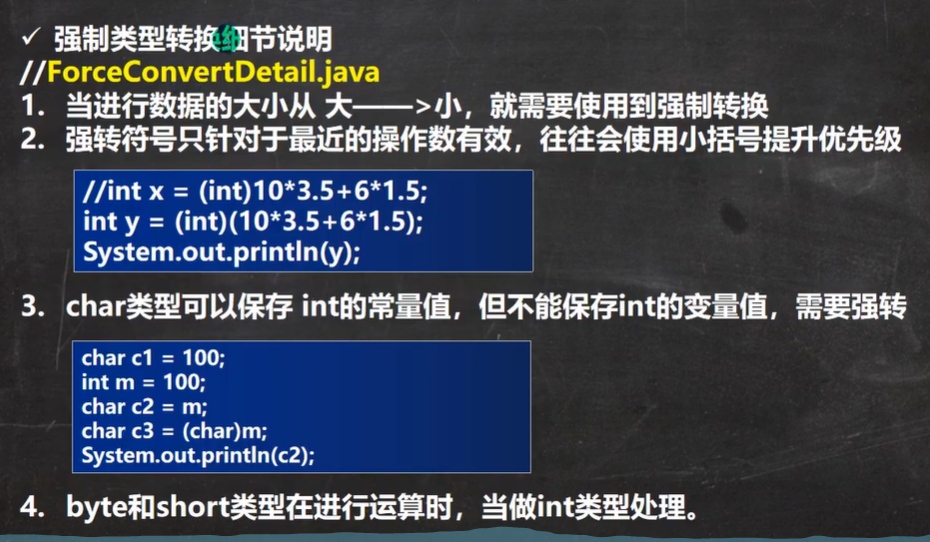 ✓ 强制类型转换细节说明
//ForceConvertDetail.java
1. 当进行数据的大小从 大——>小，就需要使用到强制转换
2. 强转符号只针对于最近的操作数有效，往往会使用小括号提升优先级
//int x = (int)10*3.5+6*1.5;
int y = (int)(10*3.5+6*1.5);
System.out.println(y);
3. char类型可以保存 int的常量值，但不能保存int的变量值，需要强转
char c1 = 100;
int m = 100;
char c2 = m;
char c3 = (char)m;
System.out.println(c2);
4. byte和short类型在进行运算时，当做int类型处理。